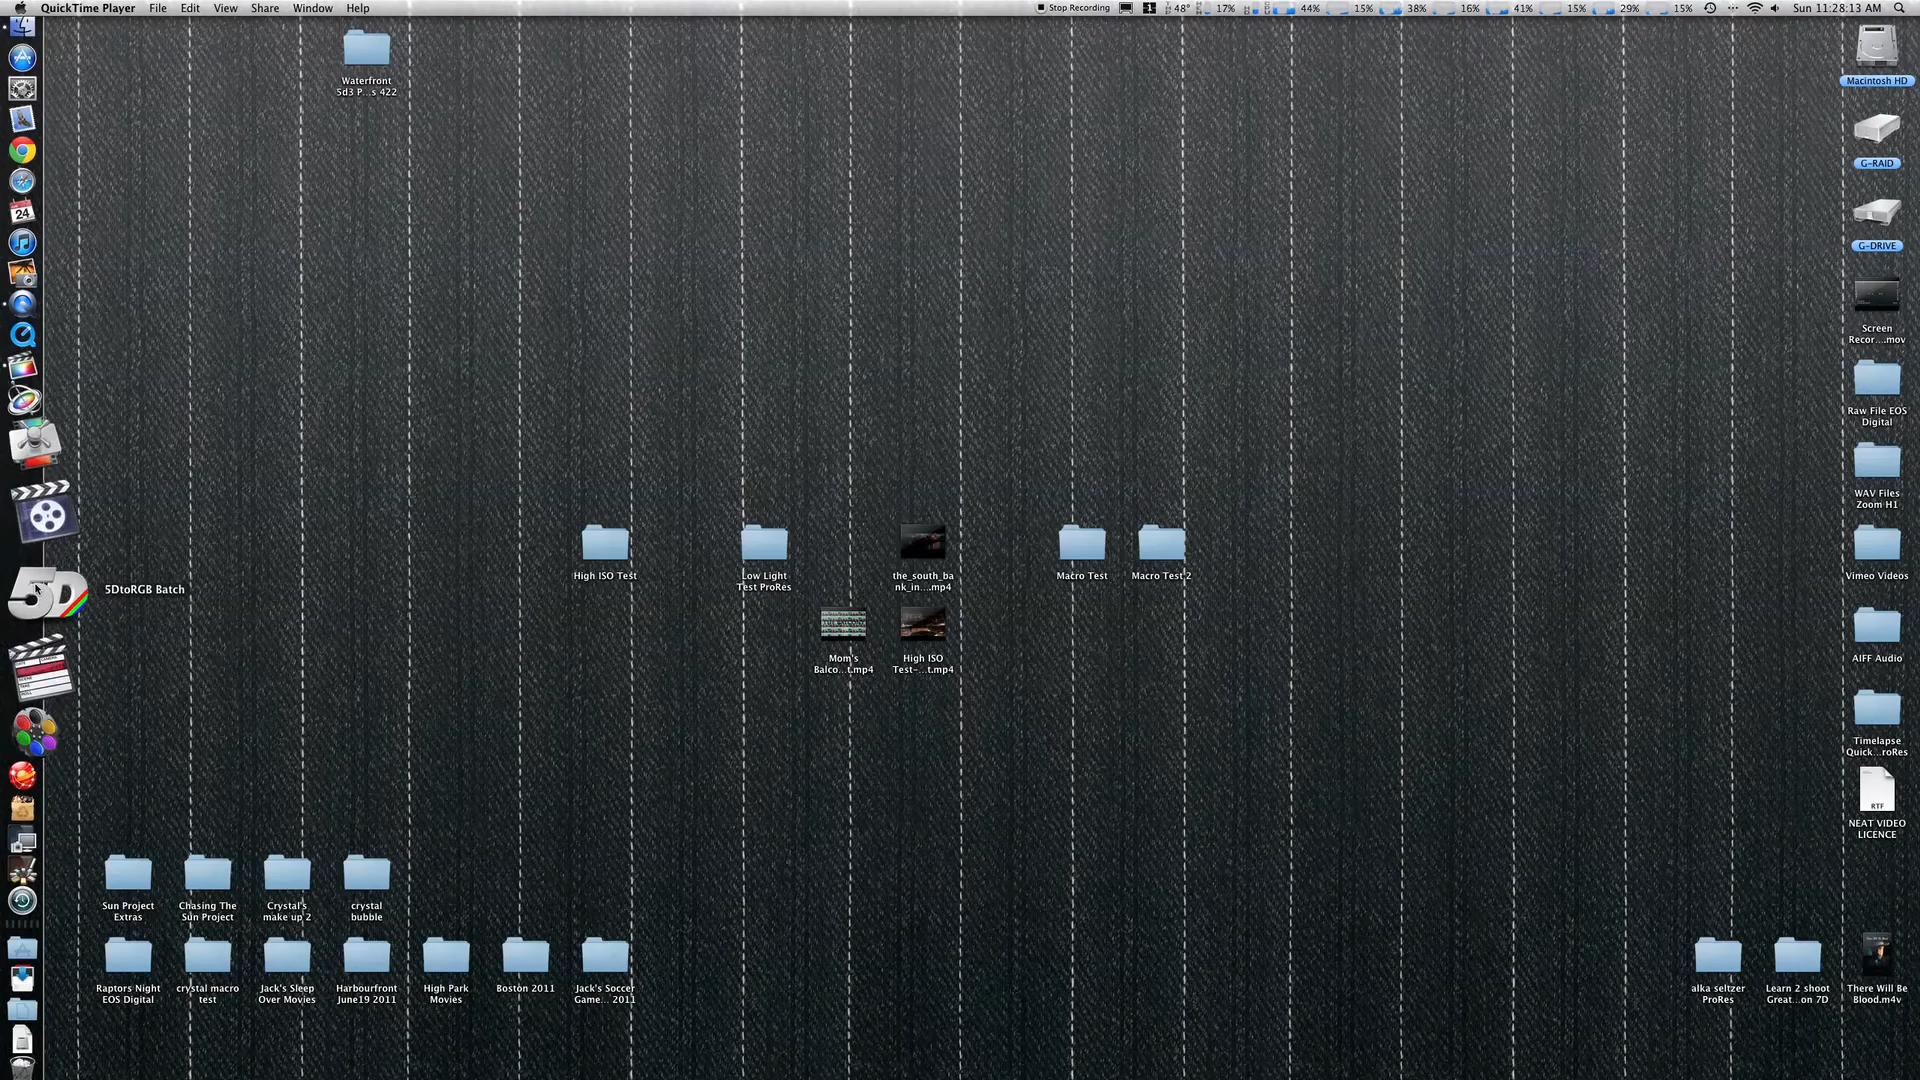 QuickTime Player File Edit View Share Window Help
Stop Recording 1 48° 17% 44% 15% 38% 16% 41% 15% 29% 15% Sun 11:28:13 AM
Waterfront
5d3 P...s 422
Macintosh HD
G-RAID
24
G-DRIVE
Screen
Recor....mov
Raw File EOS
Digital
WAV Files
Zoom H1
High ISO Test
Low Light
Test ProRes
the_south_ba
nk_in...mp4
Macro Test
Macro Test 2
Vimeo Videos
5D
5DtoRGB Batch
Mom's
Balco...t.mp4
High ISO
Test-...t.mp4
AIFF Audio
Timelapse
Quick...roRes
RTF
NEAT VIDEO
LICENCE
Sun Project
Extras
Chasing The
Sun Project
Crystal's
make up 2
crystal
bubble
Raptors Night
EOS Digital
crystal macro
test
Jack's Sleep
Over Movies
Harbourfront
June19 2011
High Park
Movies
Boston 2011
Jack's Soccer
Game... 2011
alka seltzer
ProRes
Learn 2 shoot
Great...on 7D
There Will Be
Blood.m4v